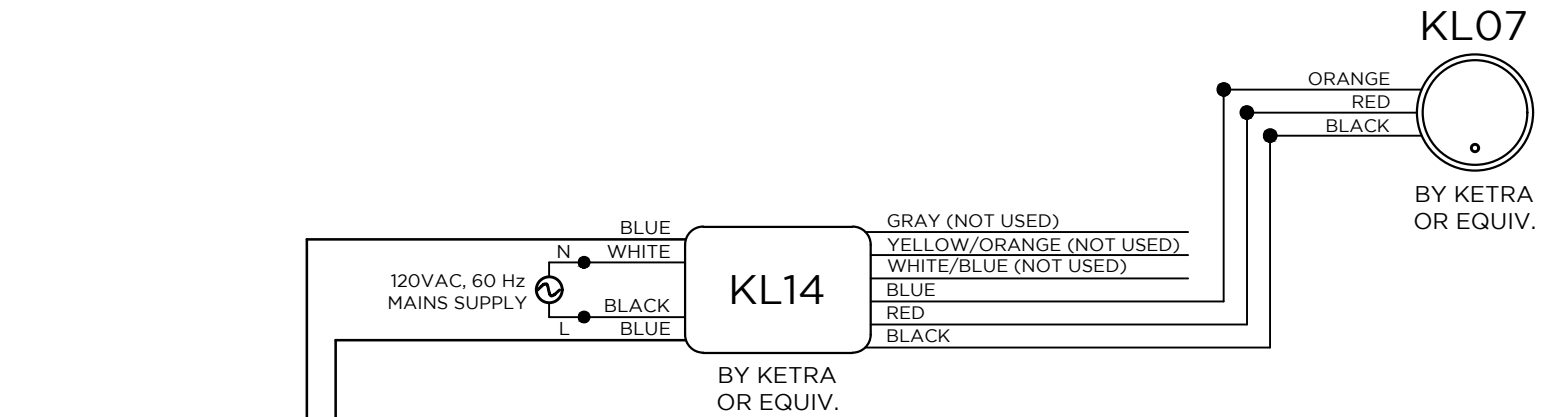 KL07
ORANGE
RED
BLACK
BY KETRA
OR EQUIV.
BLUE
N WHITE
120VAC, 60 Hz
MAINS SUPPLY
BLACK
L BLUE
KL14
BY KETRA
OR EQUIV.
GRAY (NOT USED)
YELLOW/ORANGE (NOT USED)
WHITE/BLUE (NOT USED)
BLUE
RED
BLACK